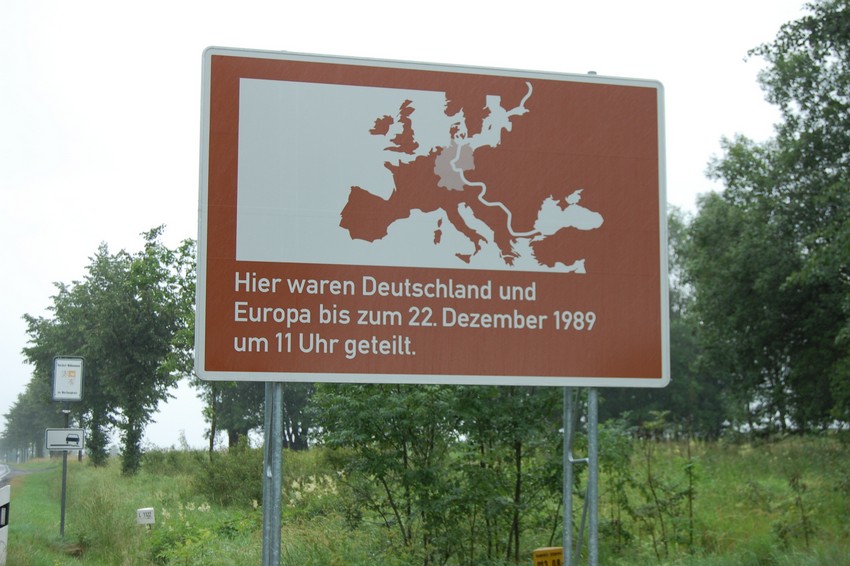 Hier waren Deutschland und
Europa bis zum 22. Dezember 1989
um 11 Uhr geteilt.